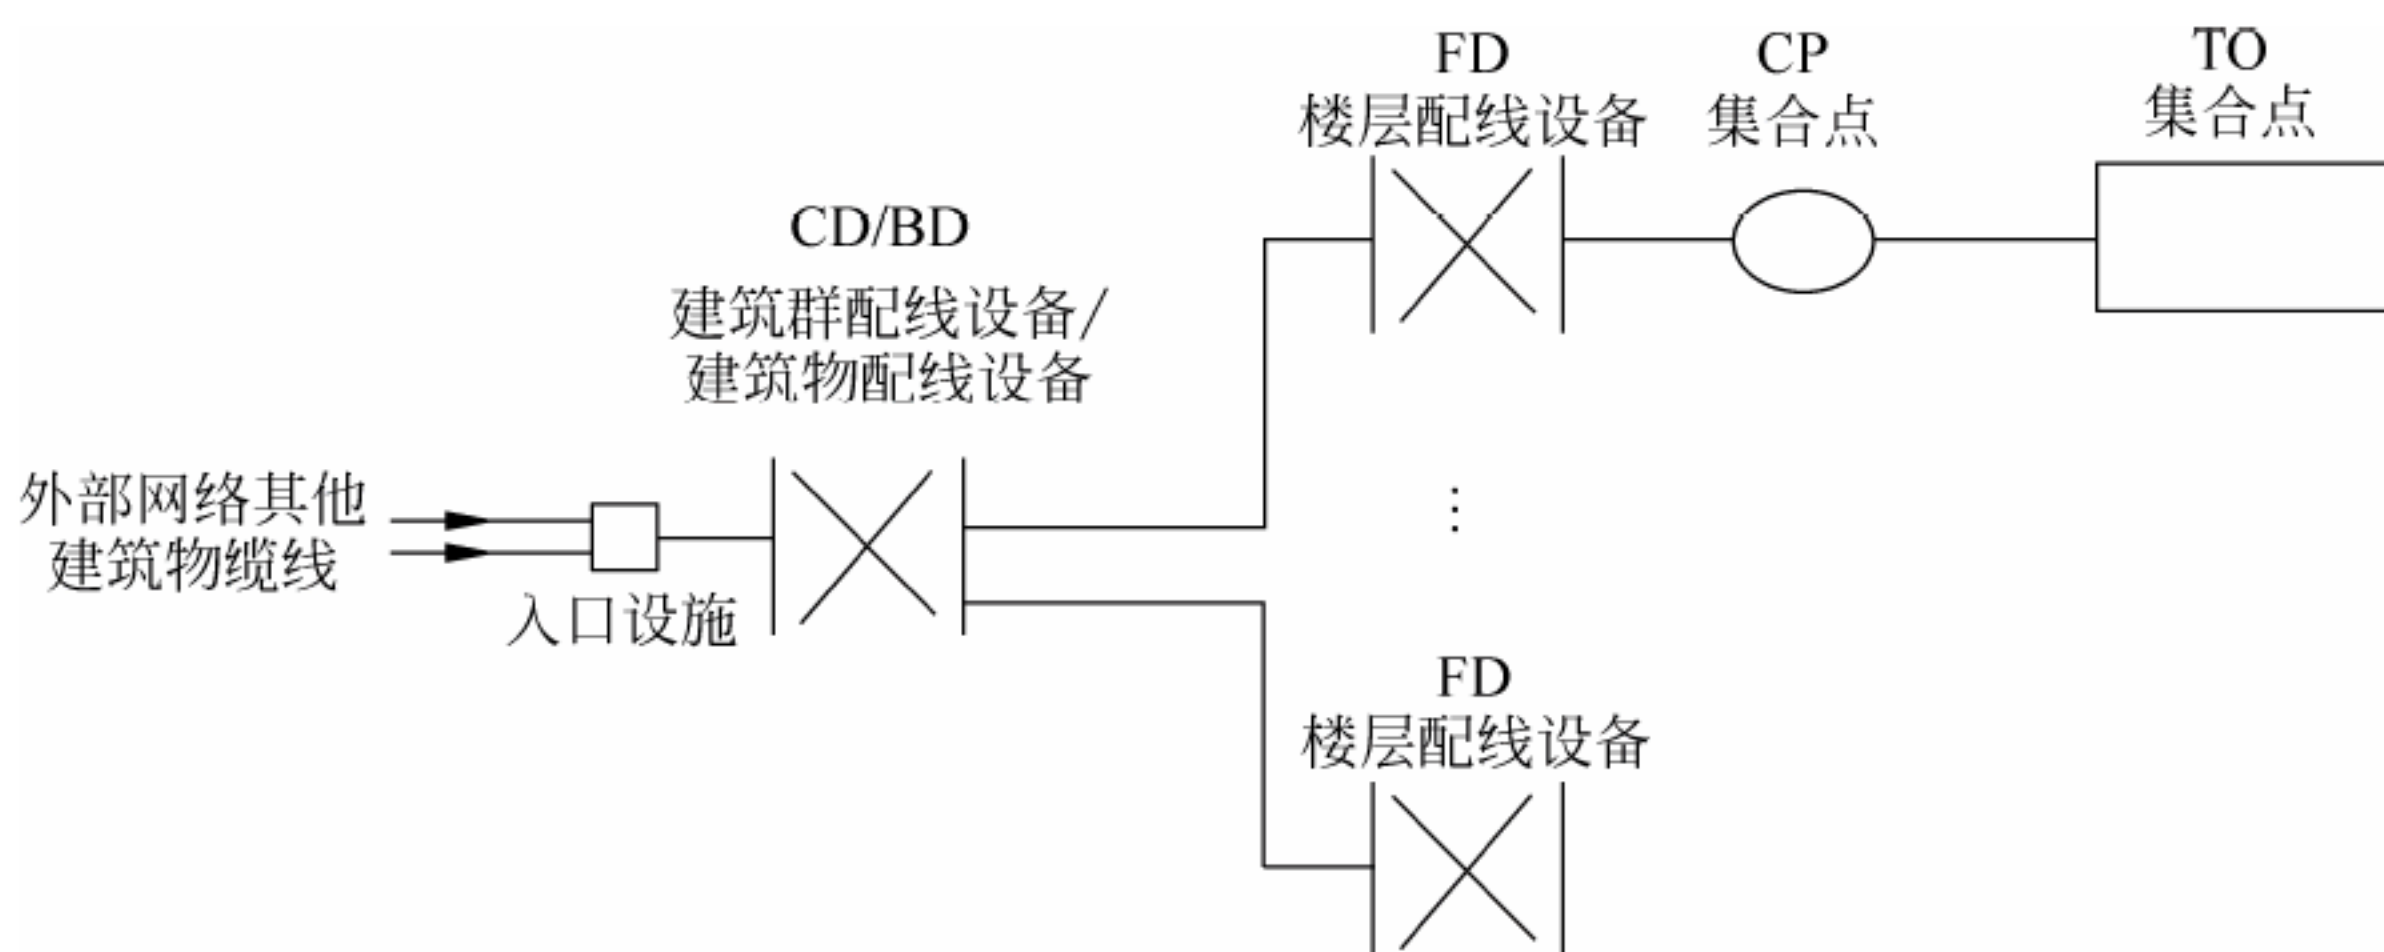 FD
楼层配线设备
CP
集合点
TO
集合点
CD/BD
建筑群配线设备/
建筑物配线设备
外部网络其他
建筑物缆线
入口设施
⋮
FD
楼层配线设备